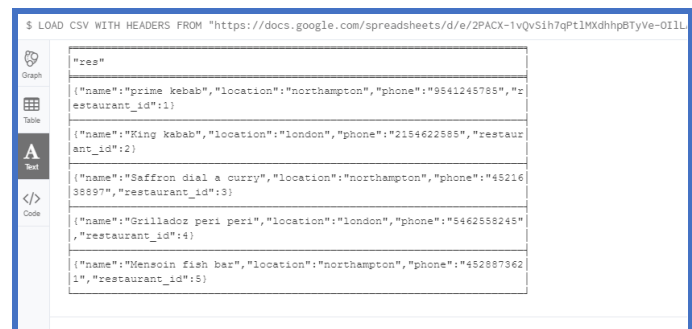 $ LOAD CSV WITH HEADERS FROM "https://docs.google.com/spreadsheets/d/e/2PACX-1vQvSih7qPtlMXdhhpBTyVe-OIlL
Graph
Table
A
Text
</>
Code
"res"
{"name":"prime kebab","location":"northampton","phone":"9541245785","r
estaurant_id":1}
{"name":"King kabab","location":"london","phone":"2154622585","restaur
ant_id":2}
{"name":"Saffron dial a curry","location":"northampton","phone":"45216
38897","restaurant_id":3}
{"name":"Grilladoz peri peri","location":"london","phone":"5462558245"
,"restaurant_id":4}
{"name":"Mensoin fish bar","location":"northampton","phone":"452887362
1","restaurant_id":5}